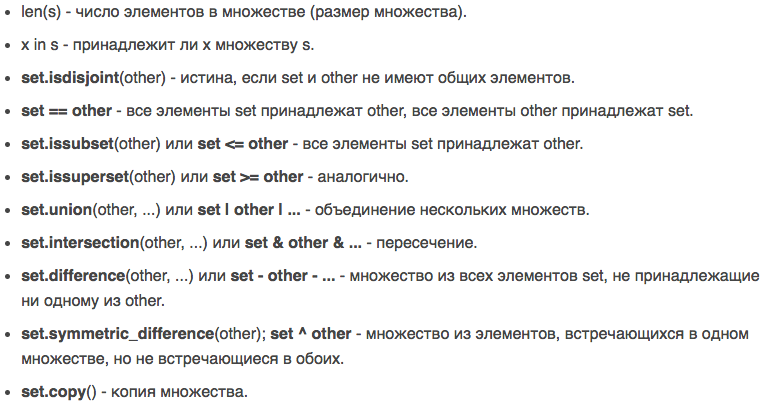 • len(s) - число элементов в множестве (размер множества).
• x in s - принадлежит ли x множеству s.
• set.isdisjoint(other) - истина, если set и other не имеют общих элементов.
• set == other - все элементы set принадлежат other, все элементы other принадлежат set.
• set.issubset(other) или set <= other - все элементы set принадлежат other.
• set.issuperset(other) или set >= other - аналогично.
• set.union(other, ...) или set | other | ... - объединение нескольких множеств.
• set.intersection(other, ...) или set & other & ... - пересечение.
• set.difference(other, ...) или set - other - ... - множество из всех элементов set, не принадлежащие
ни одному из other.
• set.symmetric_difference(other); set ^ other - множество из элементов, встречающихся в одном
множестве, но не встречающиеся в обоих.
• set.copy() - копия множества.